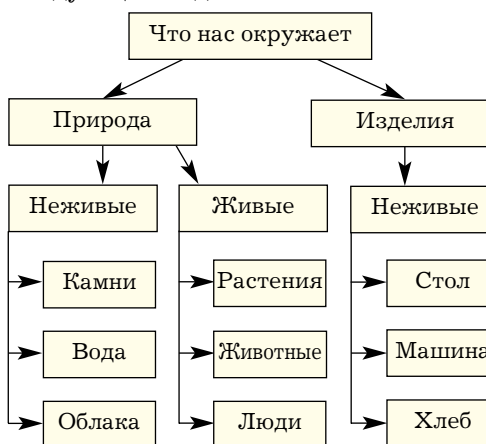 Что нас окружает
Природа
Изделия
Неживые
Живые
Неживые
Камни
Растения
Стол
Вода
Животные
Машина
Облака
Люди
Хлеб